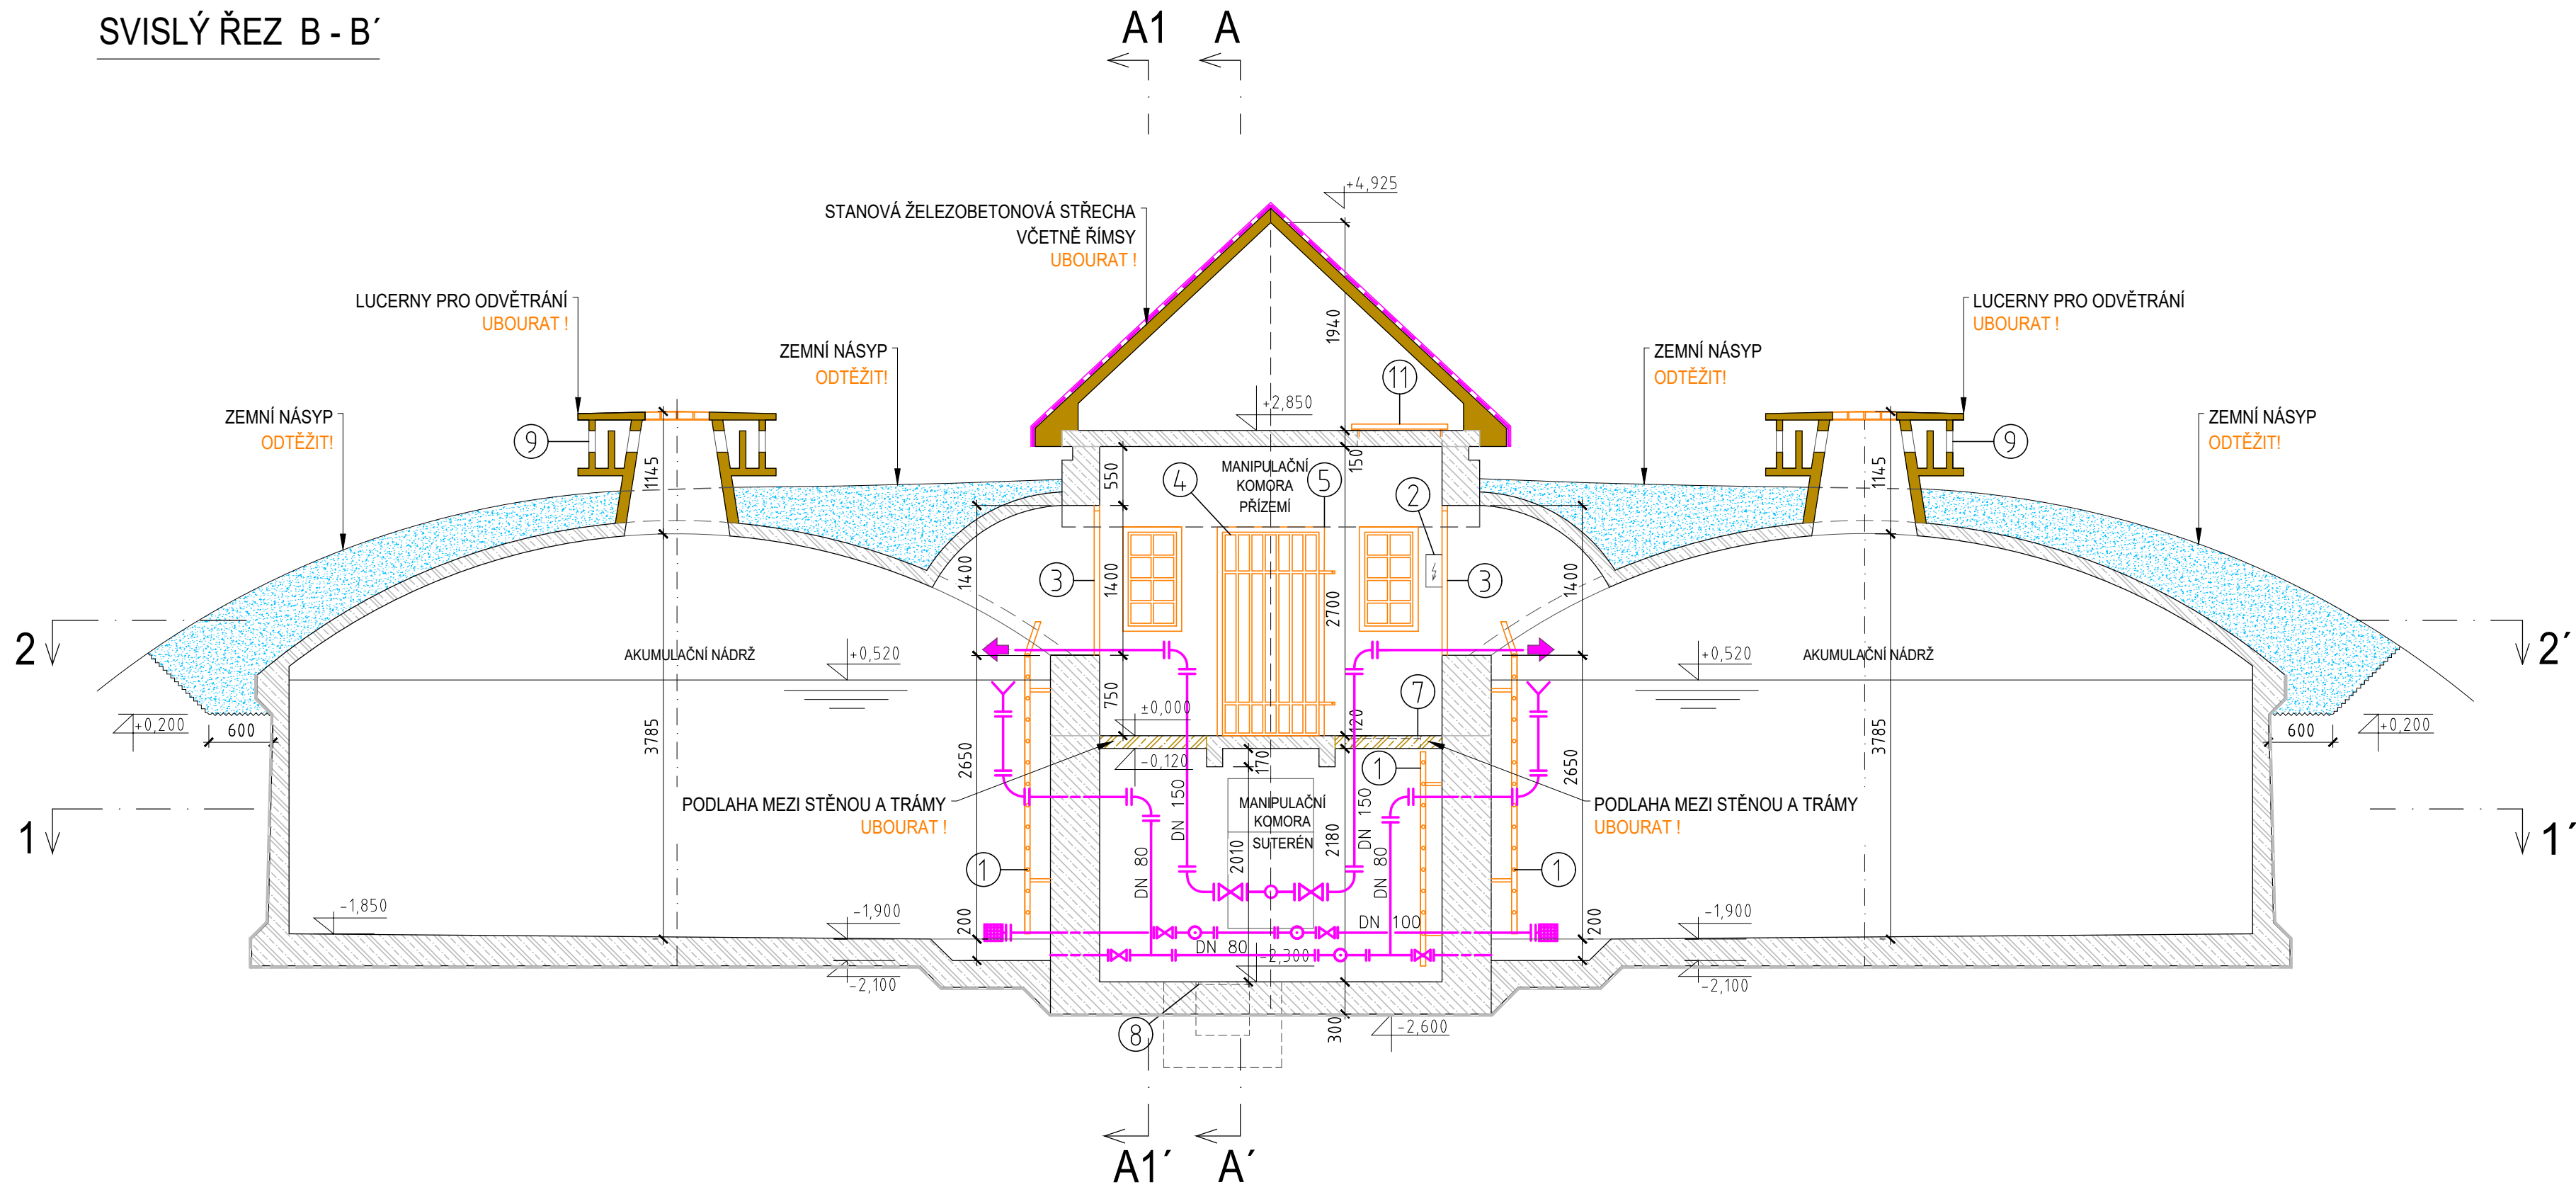 SVISLÝ ŘEZ B - B´
A1
A
+4,925
STANOVÁ ŽELEZOBETONOVÁ STŘECHA
VČETNĚ ŘÍMSY
UBOURAT !
LUCERNY PRO ODVĚTRÁNÍ
UBOURAT !
LUCERNY PRO ODVĚTRÁNÍ
UBOURAT !
1940
ZEMNÍ NÁSYP
ODTĚŽIT!
ZEMNÍ NÁSYP
ODTĚŽIT!
11
ZEMNÍ NÁSYP
ODTĚŽIT!
ZEMNÍ NÁSYP
ODTĚŽIT!
+2,850
9
9
1145
1145
550
150
MANIPULAČNÍ
KOMORA
PŘÍZEMÍ
4
5
2
3
3
1400
1400
2700
1400
2
2´
AKUMULAČNÍ NÁDRŽ
+0,520
+0,520
AKUMULAČNÍ NÁDRŽ
750
7
±0,000
120
+0,200
600
+0,200
600
3785
3785
2650
2650
-0,120
170
1
PODLAHA MEZI STĚNOU A TRÁMY
UBOURAT !
PODLAHA MEZI STĚNOU A TRÁMY
UBOURAT !
MANIPULAČNÍ
KOMORA
SUTERÉN
DN 150
DN 150
1
1´
DN 80
DN 80
2010
2180
1
1
-1,850
-1,900
-1,900
200
200
DN 100
DN 80
-2,300
-2,100
-2,100
8
300
-2,600
A1´
A´